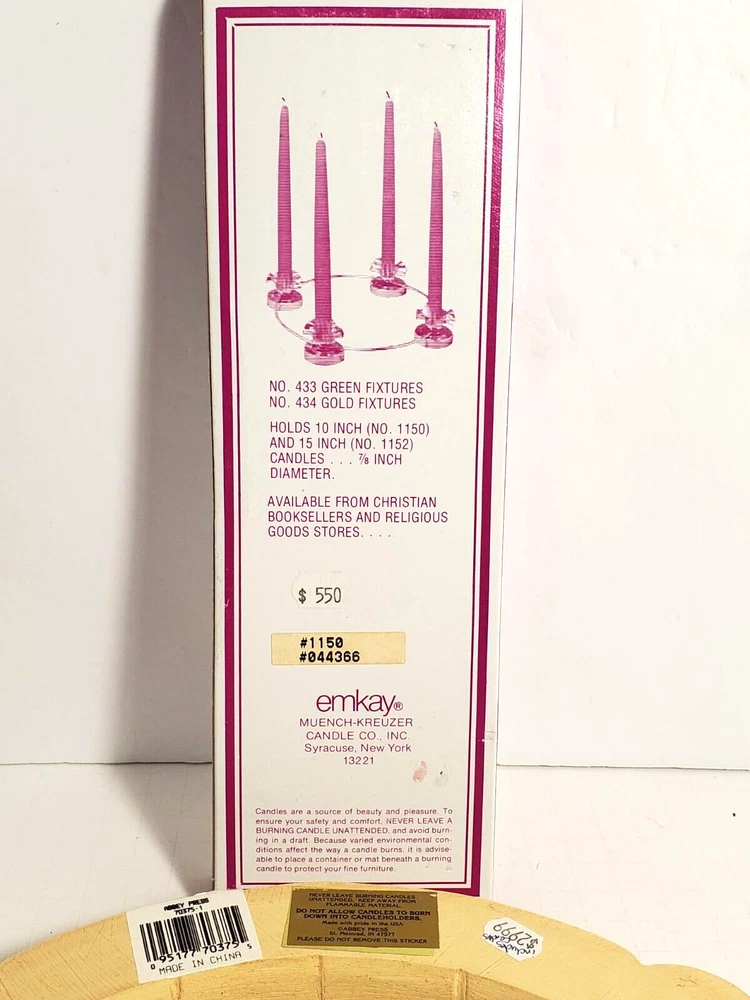 NO. 433 GREEN FIXTURES
NO. 434 GOLD FIXTURES
HOLDS 10 INCH (NO. 1150)
AND 15 INCH (NO. 1152)
CANDLES . . . ⅞ INCH
DIAMETER.
AVAILABLE FROM CHRISTIAN
BOOKSELLERS AND RELIGIOUS
GOODS STORES. . . .
$ 550
#1150
#044366
emkay®
MUENCH-KREUZER
CANDLE CO., INC.
Syracuse, New York
13221
Candles are a source of beauty and pleasure. To
ensure your safety and comfort, NEVER LEAVE A
BURNING CANDLE UNATTENDED, and avoid burn-
ing in a draft. Because varied environmental con-
ditions affect the way a candle burns, it is advise-
able to place a container or mat beneath a burning
candle to protect your fine furniture.
ABBEY PRESS
70375-1
0 95177 70375 5
MADE IN CHINA
NEVER LEAVE BURNING CANDLES
UNATTENDED. KEEP AWAY FROM
FLAMMABLE MATERIAL.
DO NOT ALLOW CANDLES TO BURN
DOWN INTO CANDLEHOLDERS.
Made with pride in the USA
©ABBEY PRESS
St. Meinrad, IN 47577
PLEASE DO NOT REMOVE THIS STICKER
includes